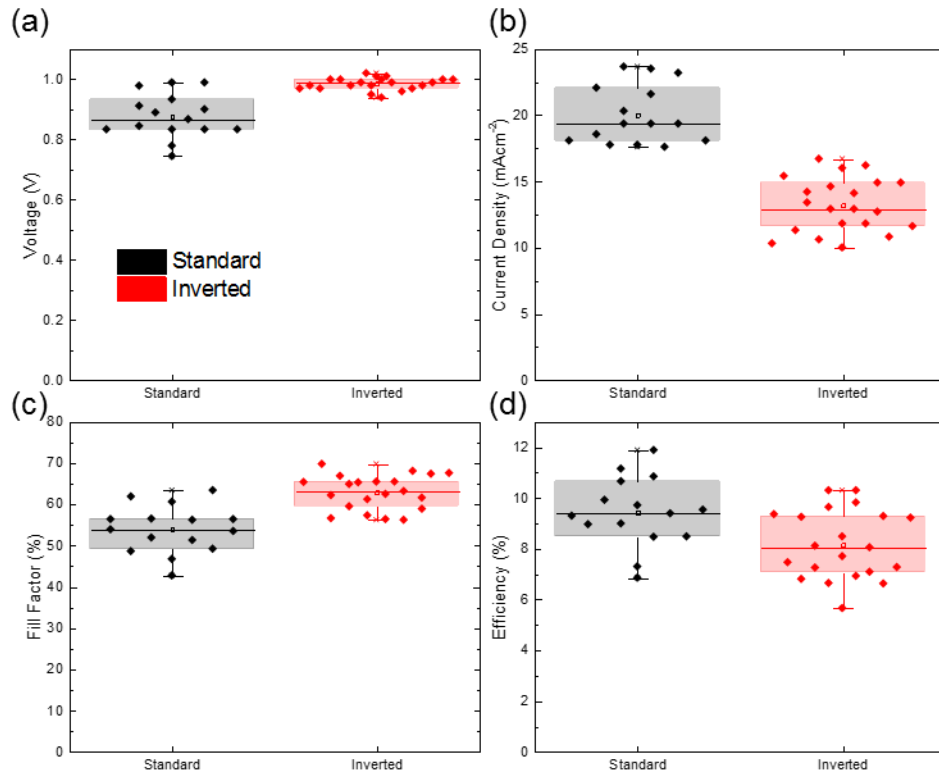 (a)
Voltage (V)
1.0
0.8
0.6
0.4
0.2
0.0
Standard
Inverted
Standard
Inverted
(b)
Current Density (mAcm⁻²)
25
20
15
10
5
0
Standard
Inverted
(c)
Fill Factor (%)
80
70
60
50
40
30
20
10
0
Standard
Inverted
(d)
Efficiency (%)
12
10
8
6
4
2
0
Standard
Inverted